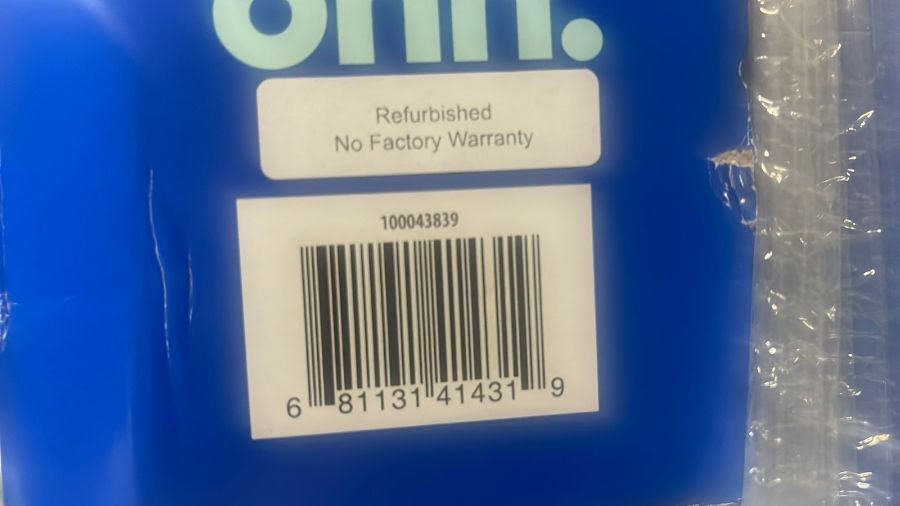 onn.
Refurbished
No Factory Warranty
100043839
6 81131 41431 9